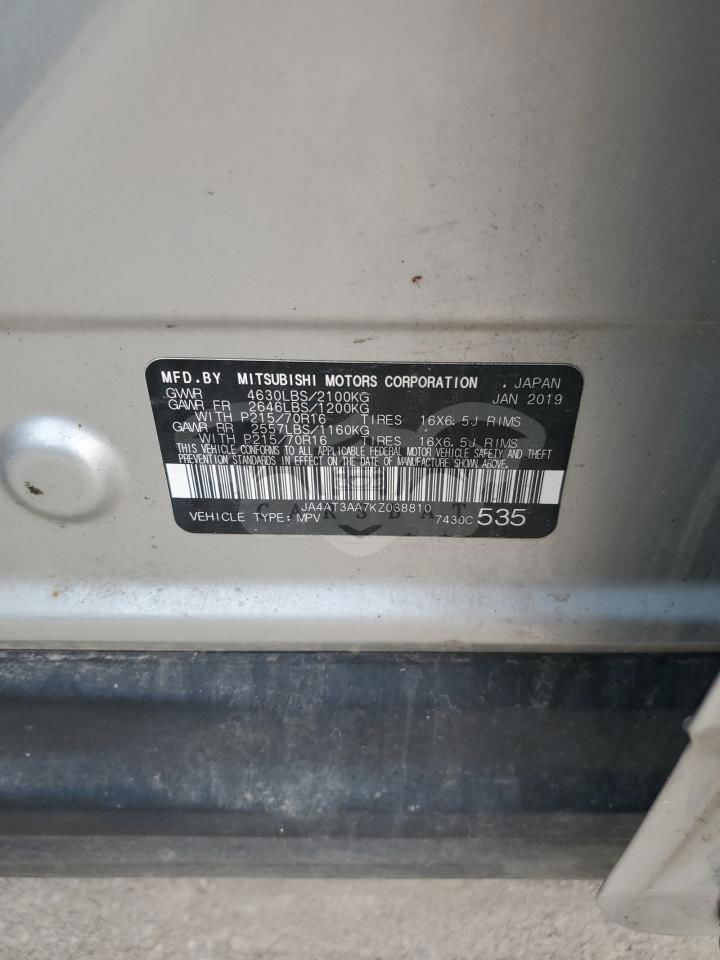 MFD.BY MITSUBISHI MOTORS CORPORATION . JAPAN
GVWR 4630LBS/2100KG JAN 2019
GAWR FR 2646LBS/1200KG
WITH P215/70R16 TIRES 16X6.5J RIMS
GAWR RR 2557LBS/1160KG
WITH P215/70R16 TIRES 16X6.5J RIMS
THIS VEHICLE CONFORMS TO ALL APPLICABLE FEDERAL MOTOR VEHICLE SAFETY AND THEFT
PREVENTION STANDARDS IN EFFECT ON THE DATE OF MANUFACTURE SHOWN ABOVE.
JA4AT3AA7KZ038810
VEHICLE TYPE: MPV 7430C 535
CARSBAT